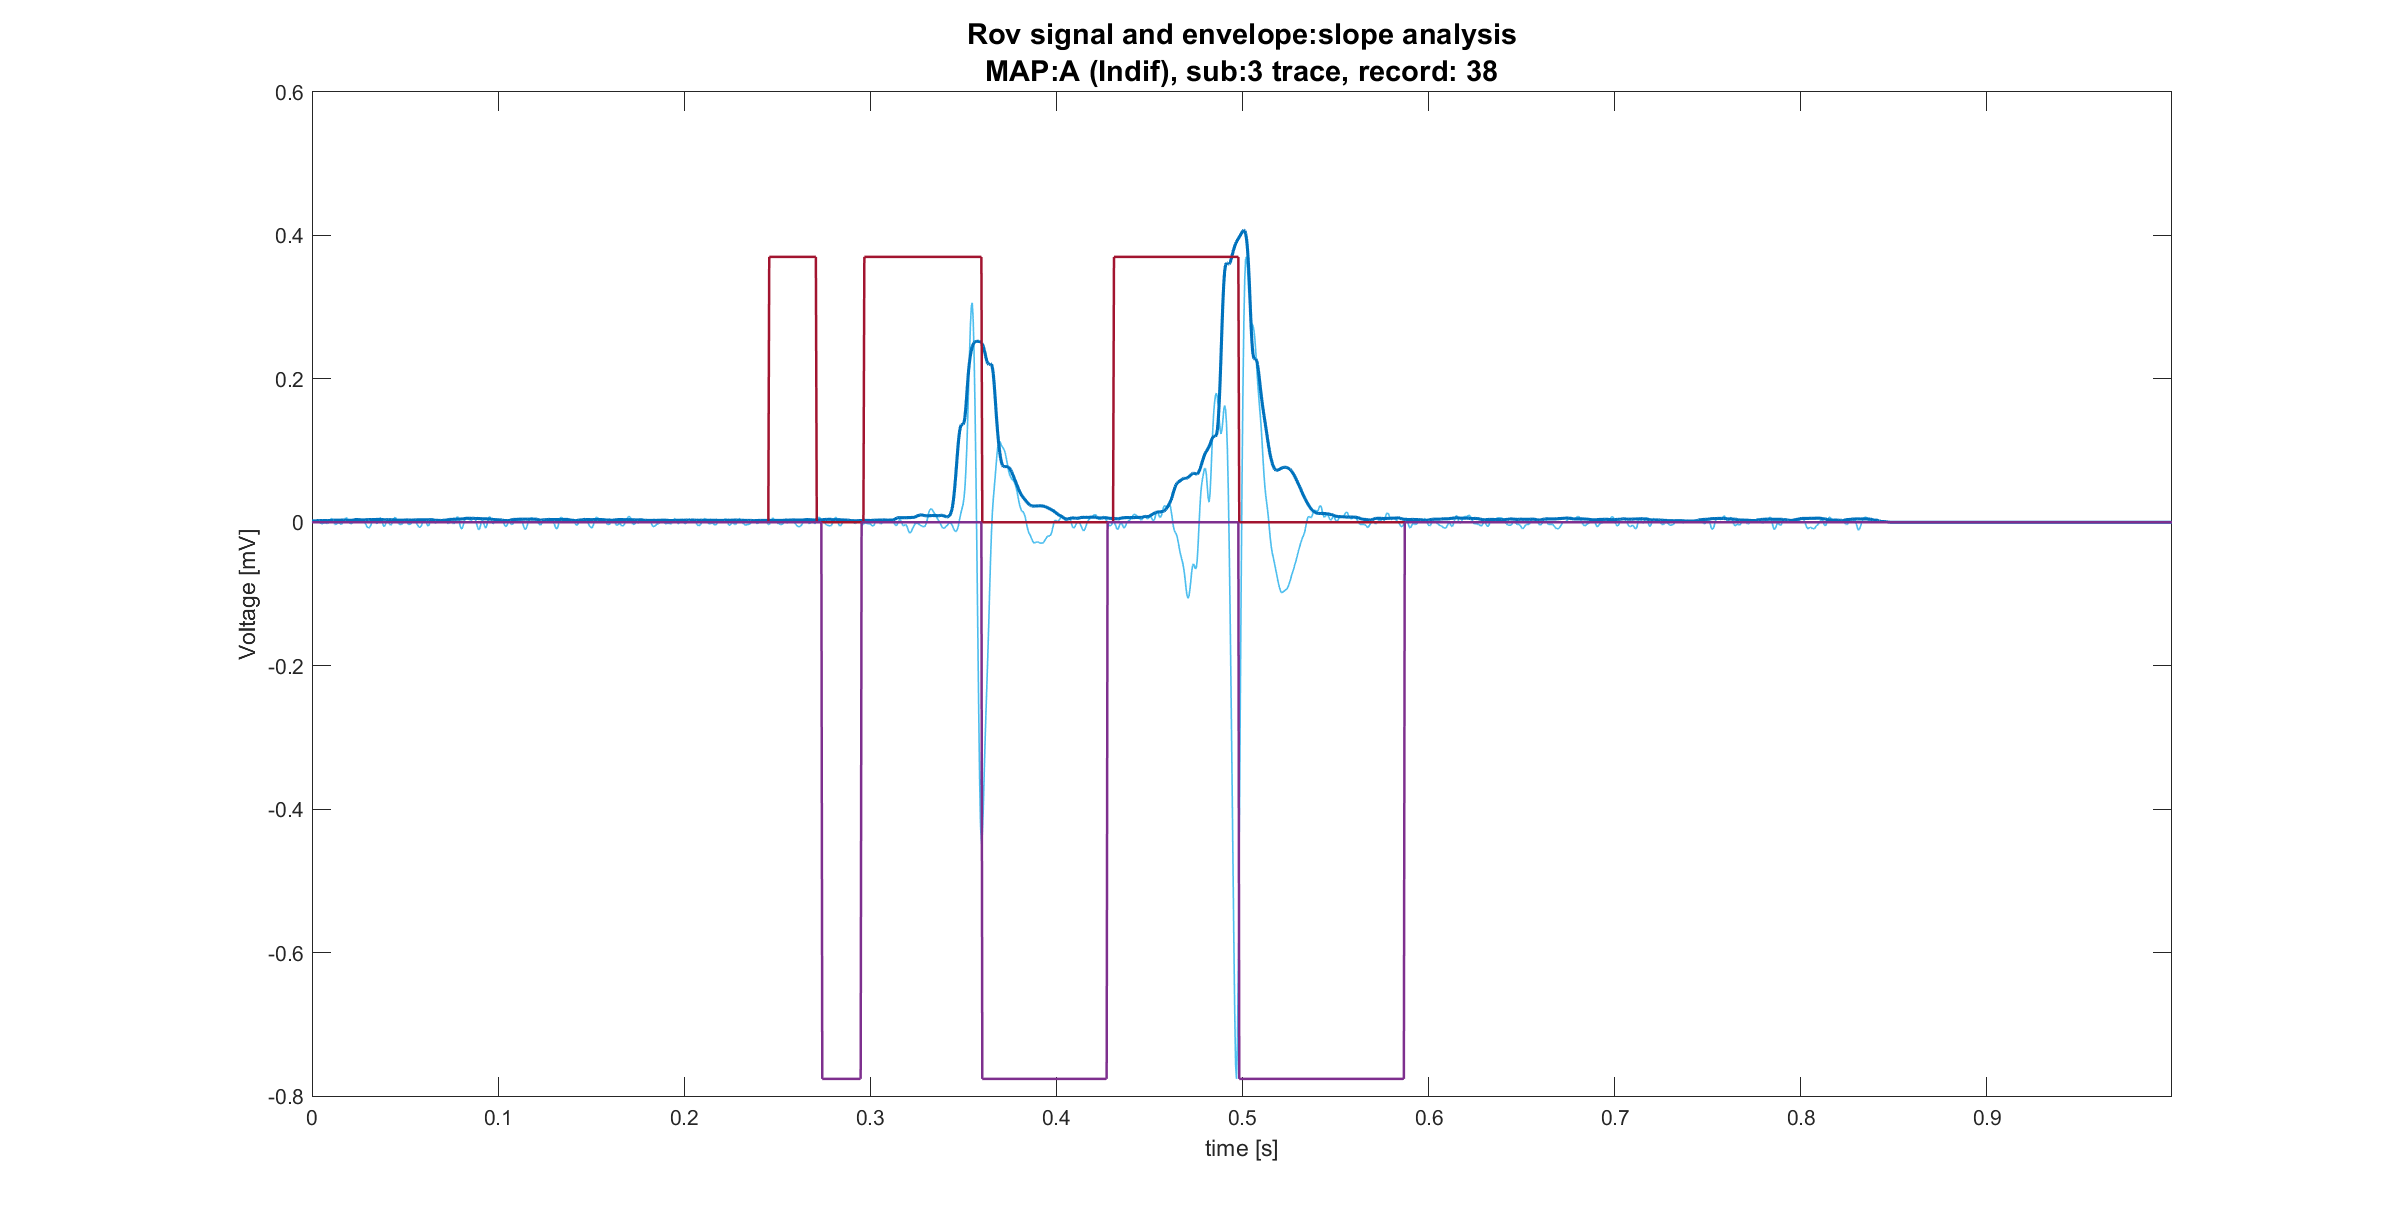 Rov signal and envelope:slope analysis
MAP:A (Indif), sub:3 trace, record: 38
0.6
0.4
0.2
0
-0.2
-0.4
-0.6
-0.8
Voltage [mV]
0 0.1 0.2 0.3 0.4 0.5 0.6 0.7 0.8 0.9
time [s]